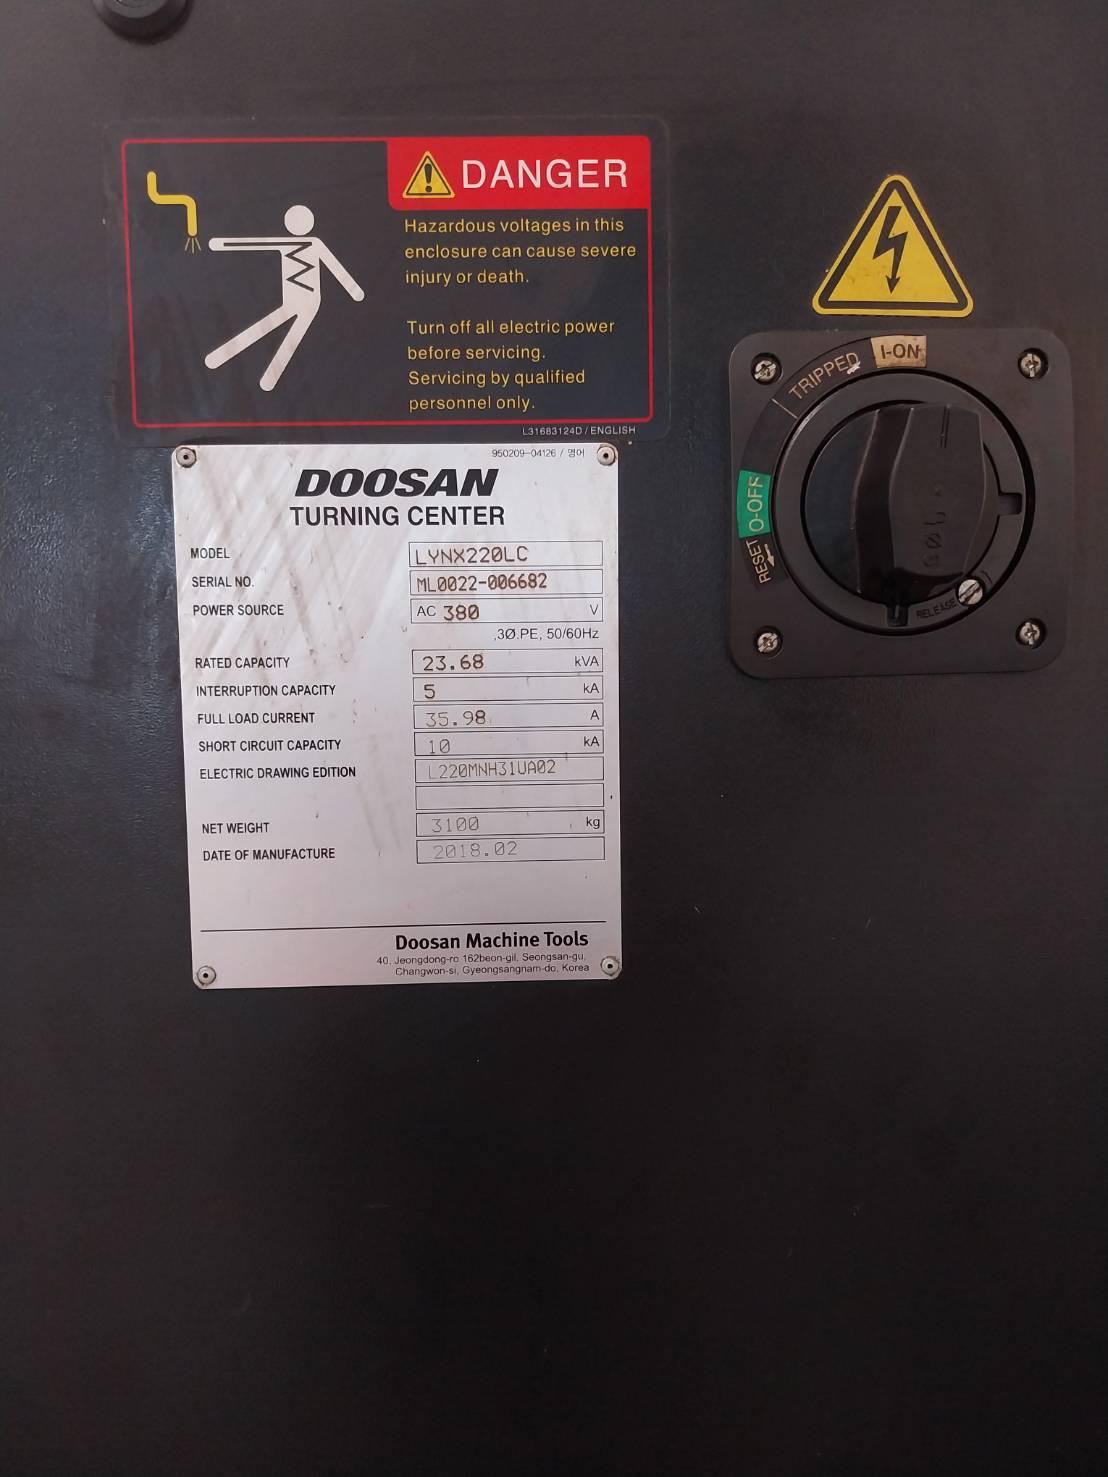 DANGER
Hazardous voltages in this
enclosure can cause severe
injury or death.
Turn off all electric power
before servicing.
Servicing by qualified
personnel only.
L31683124D / ENGLISH
950209-04126 / 영어
DOOSAN
TURNING CENTER
MODEL LYNX220LC
SERIAL NO. ML0022-006682
POWER SOURCE AC 380 V
,3Ø.PE, 50/60Hz
RATED CAPACITY 23.68 kVA
INTERRUPTION CAPACITY 5 kA
FULL LOAD CURRENT 35.98 A
SHORT CIRCUIT CAPACITY 10 kA
ELECTRIC DRAWING EDITION L220MNH31UA02
NET WEIGHT 3100 kg
DATE OF MANUFACTURE 2018.02
Doosan Machine Tools
40, Jeongdong-ro 162beon-gil, Seongsan-gu,
Changwon-si, Gyeongsangnam-do, Korea
I-ON
TRIPPED
O-OFF
RESET
RELEASE